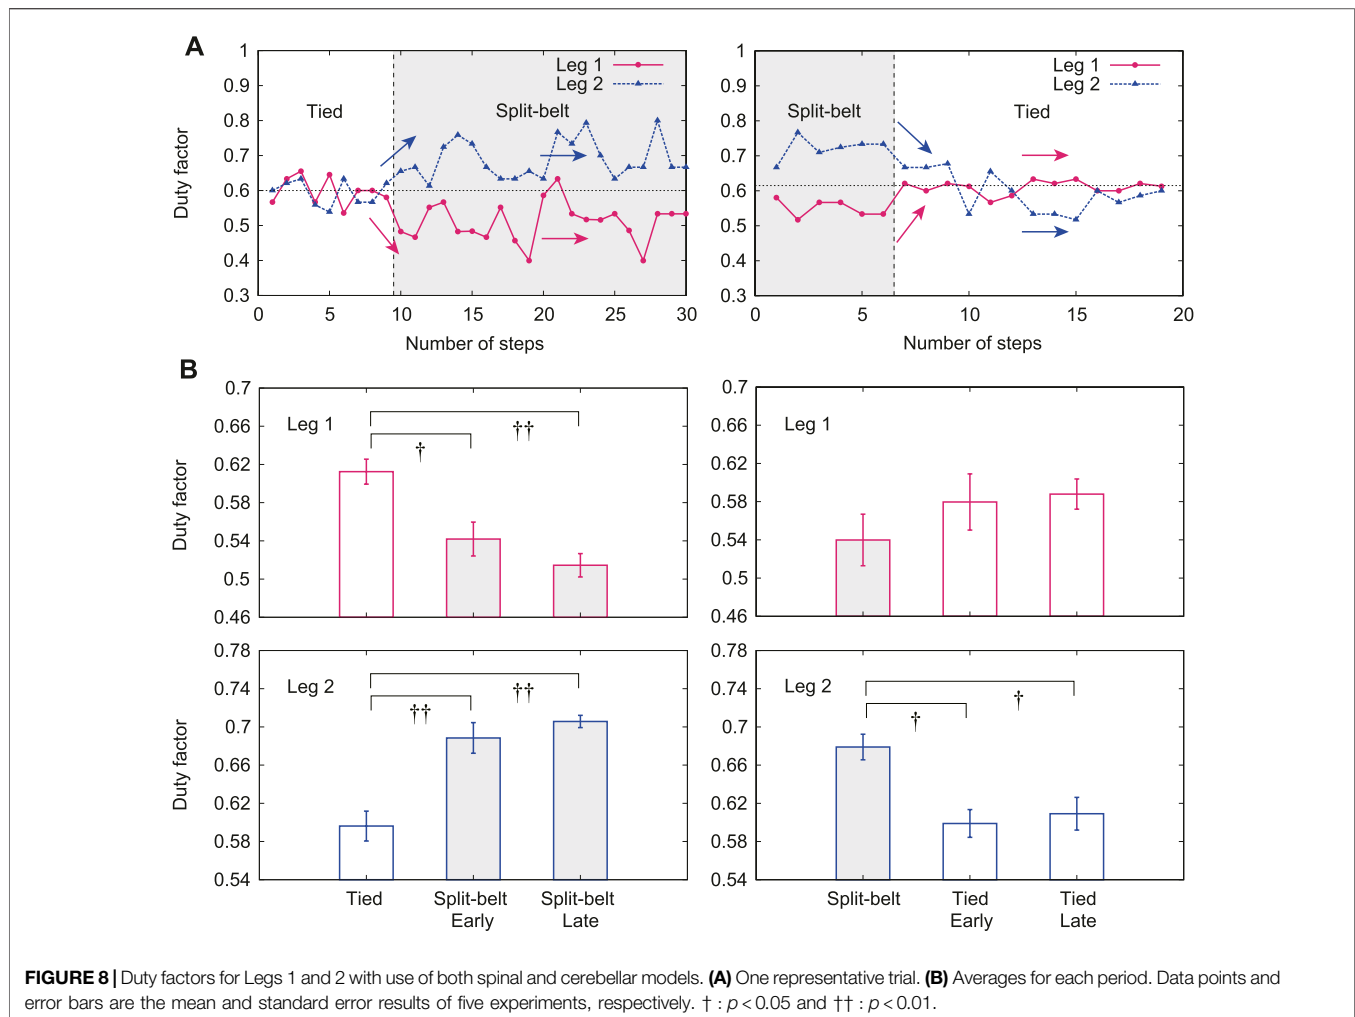 A
Duty factor
1
0.9
0.8
0.7
0.6
0.5
0.4
0.3
Tied
Split-belt
Leg 1
Leg 2
0 5 10 15 20 25 30
Number of steps
1
0.9
0.8
0.7
0.6
0.5
0.4
0.3
Split-belt
Tied
Leg 1
Leg 2
0 5 10 15 20
Number of steps
B
Duty factor
0.7
0.66
0.62
0.58
0.54
0.5
0.46
Leg 1
†
††
0.7
0.66
0.62
0.58
0.54
0.5
0.46
Leg 1
Duty factor
0.78
0.74
0.7
0.66
0.62
0.58
0.54
Leg 2
††
††
Tied Split-belt Split-belt
Early Late
0.78
0.74
0.7
0.66
0.62
0.58
0.54
Leg 2
†
†
Split-belt Tied Tied
Early Late
FIGURE 8 | Duty factors for Legs 1 and 2 with use of both spinal and cerebellar models. (A) One representative trial. (B) Averages for each period. Data points and
error bars are the mean and standard error results of five experiments, respectively. † : p < 0.05 and †† : p < 0.01.